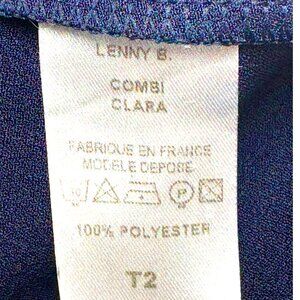 LENNY B.
COMBI
CLARA
FABRIQUE EN FRANCE
MODELE DEPOSE
P
100% POLYESTER
T2